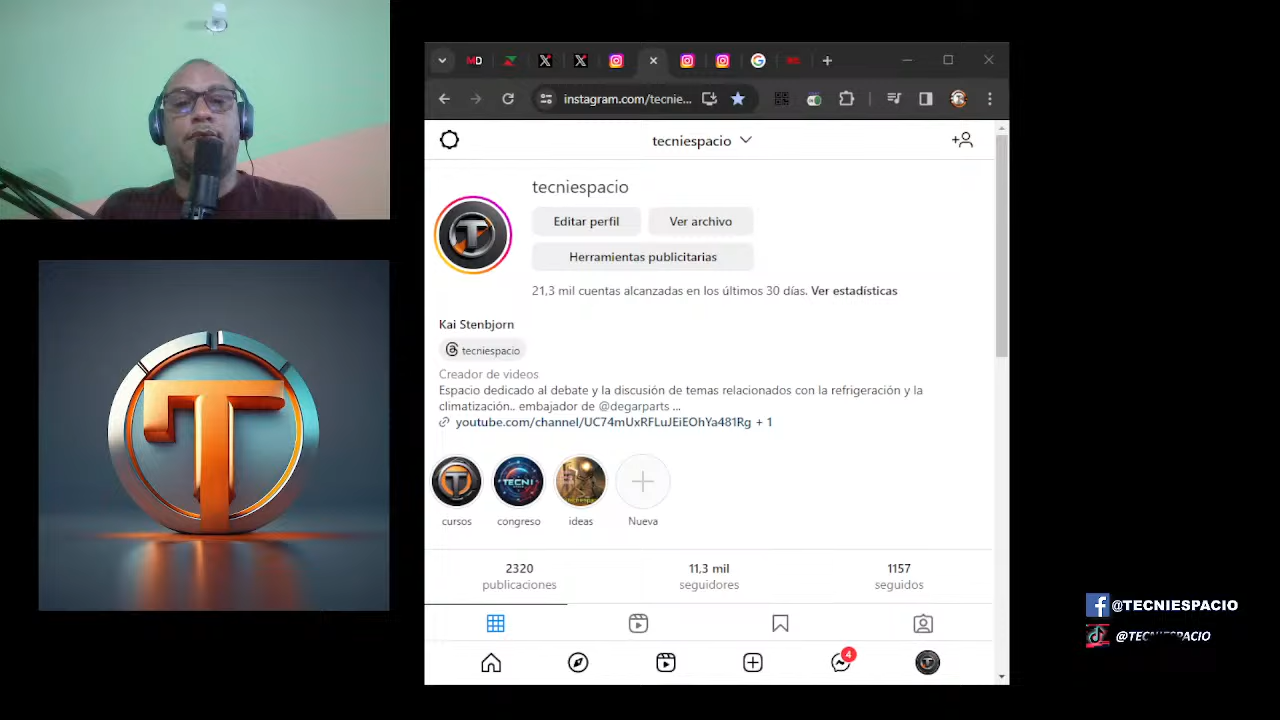 instagram.com/tecnie...
tecniespacio
tecniespacio
Editar perfil
Ver archivo
Herramientas publicitarias
21,3 mil cuentas alcanzadas en los últimos 30 días. Ver estadísticas
Kai Stenbjorn
tecniespacio
Creador de videos
Espacio dedicado al debate y la discusión de temas relacionados con la refrigeración y la
climatización.. embajador de @degarparts ...
youtube.com/channel/UC74mUxRFLuJEiEOhYa481Rg + 1
T
TECNI
cursos
congreso
ideas
Nueva
2320
publicaciones
11,3 mil
seguidores
1157
seguidos
4
T
@TECNIESPACIO
@TECNIESPACIO